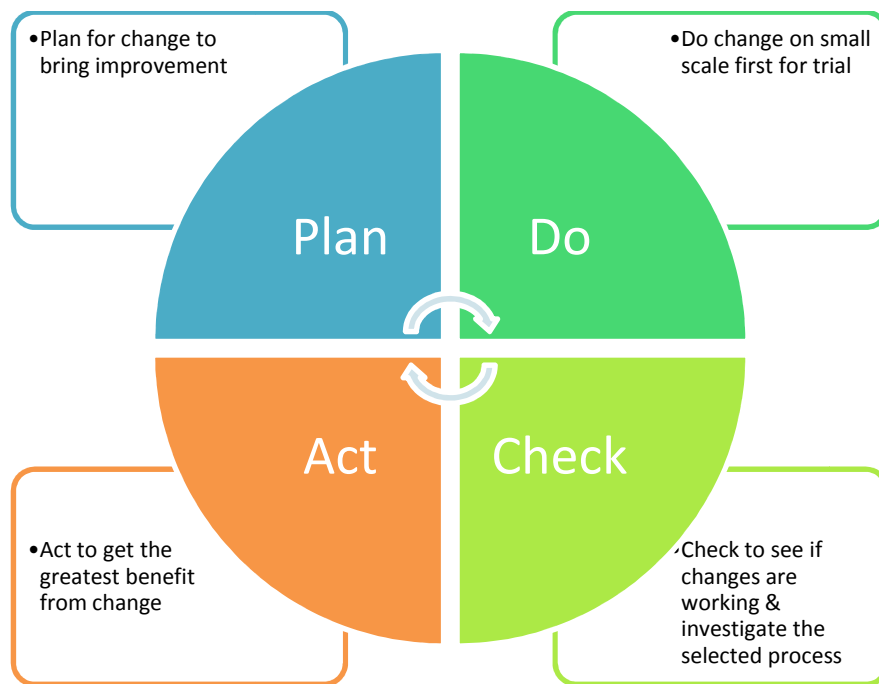 •Plan for change to
bring improvement
•Do change on small
scale first for trial
Plan
Do
Act
Check
•Act to get the
greatest benefit
from change
•Check to see if
changes are
working &
investigate the
selected process